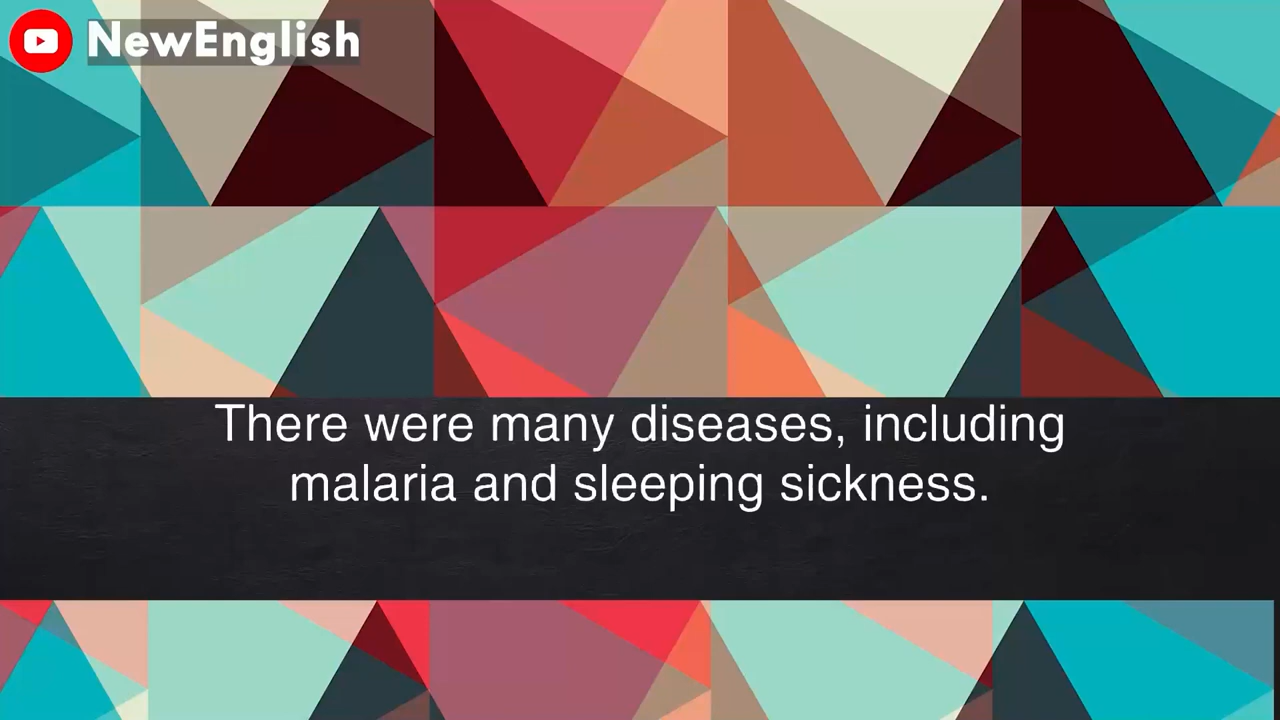 NewEnglish
There were many diseases, including
malaria and sleeping sickness.